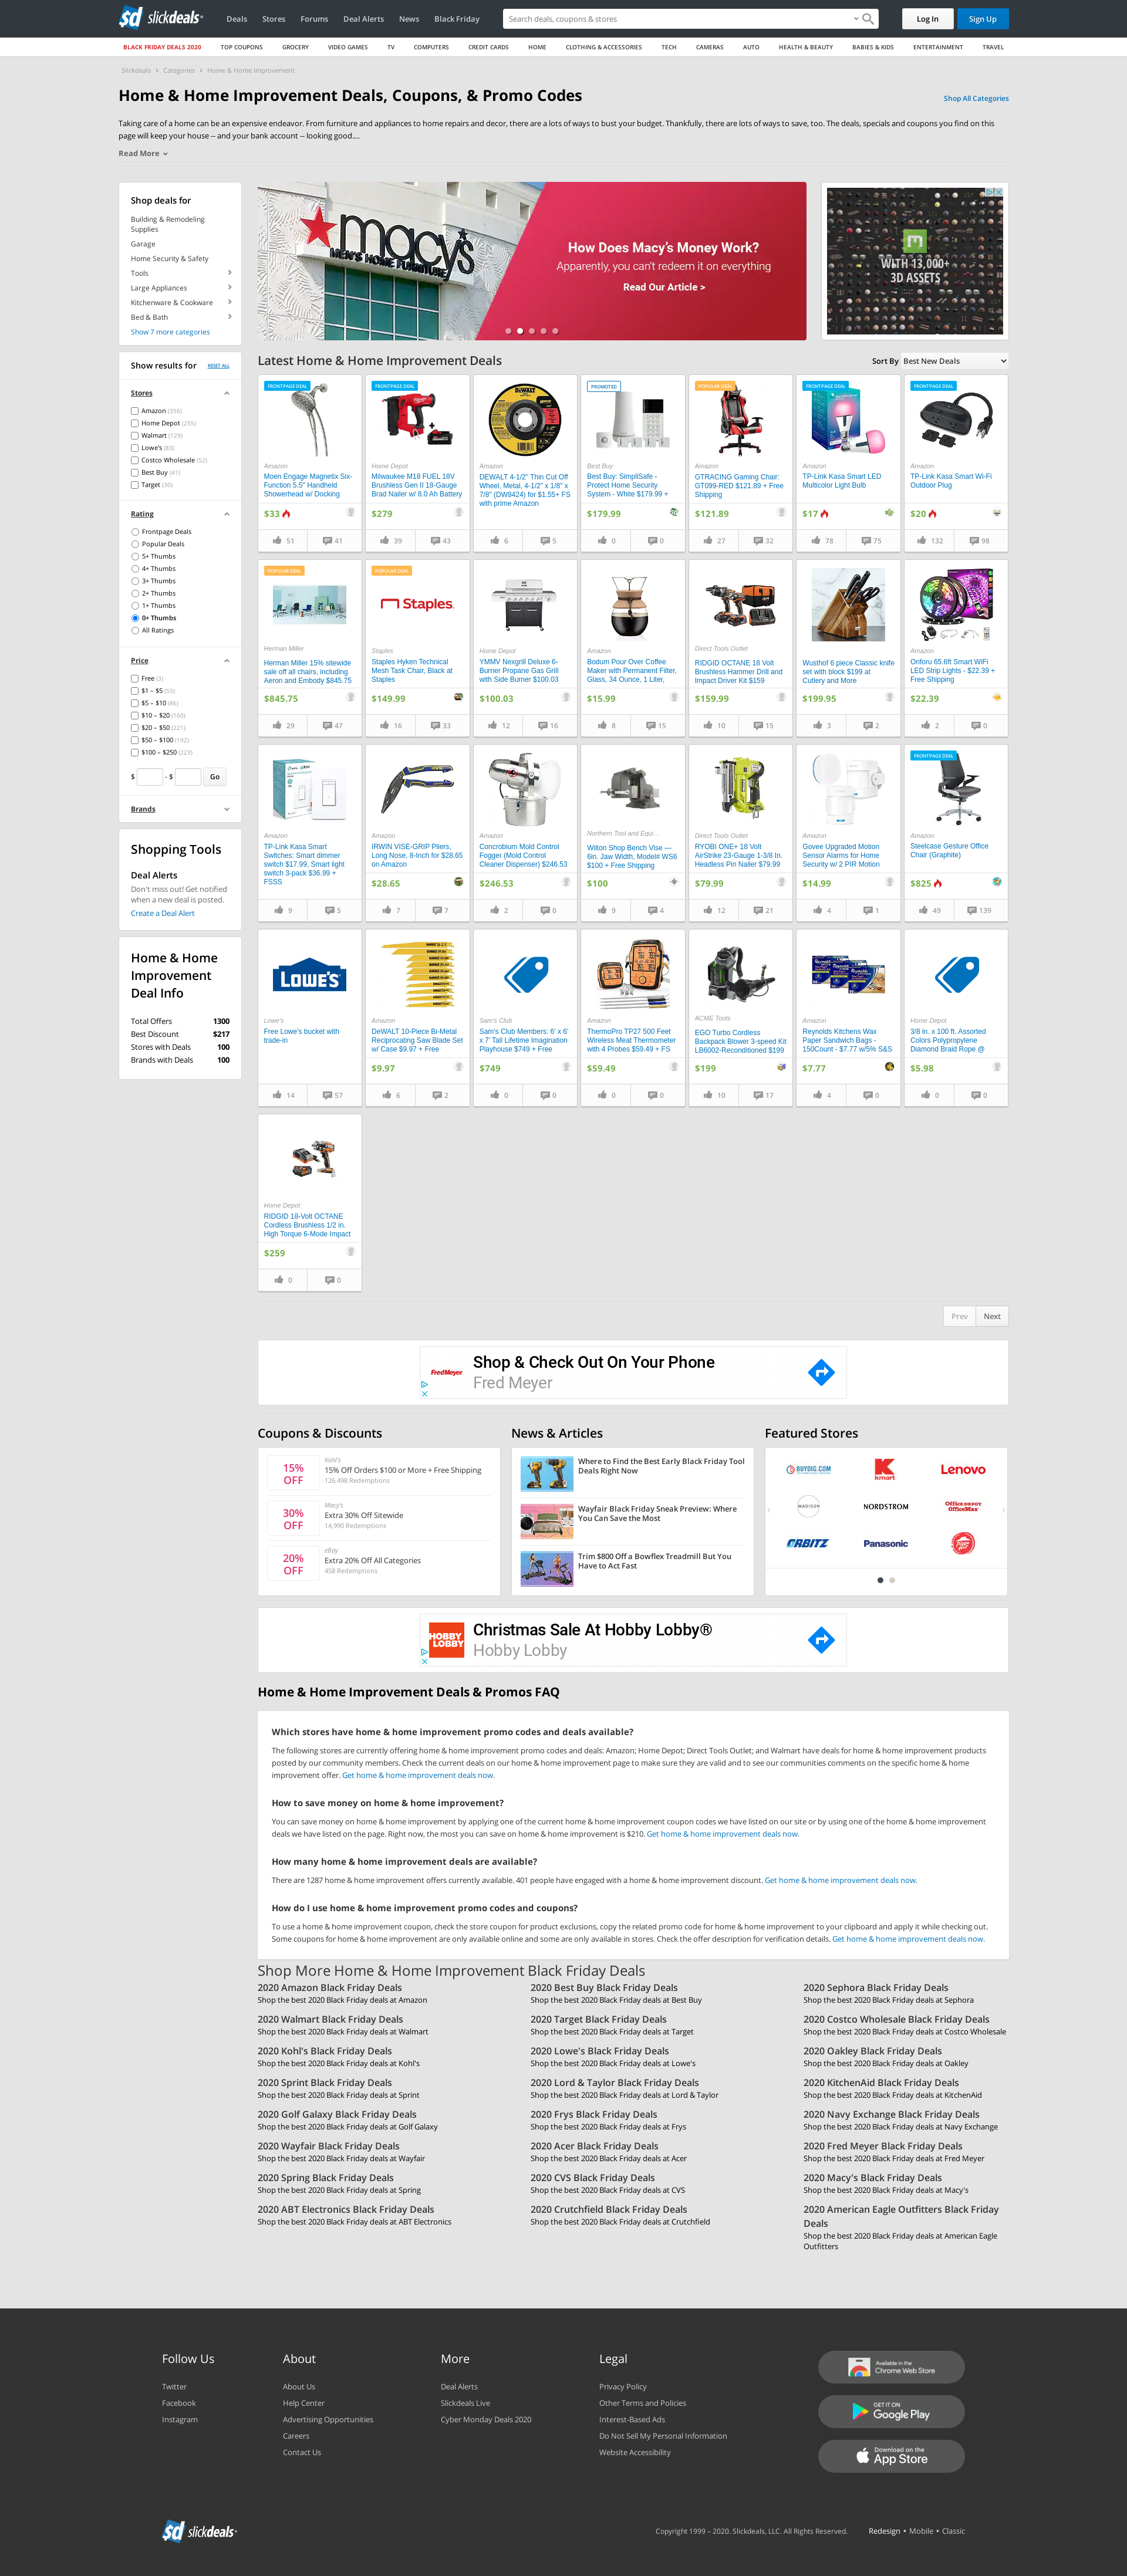 slickdeals
Deals
Stores
Forums
Deal Alerts
News
Black Friday
Search deals, coupons & stores
Log In
Sign Up
BLACK FRIDAY DEALS 2020
TOP COUPONS
GROCERY
VIDEO GAMES
TV
COMPUTERS
CREDIT CARDS
HOME
CLOTHING & ACCESSORIES
TECH
CAMERAS
AUTO
HEALTH & BEAUTY
BABIES & KIDS
ENTERTAINMENT
TRAVEL
Slickdeals
Categories
Home & Home Improvement
Home & Home Improvement Deals, Coupons, & Promo Codes
Shop All Categories
Taking care of a home can be an expensive endeavor. From furniture and appliances to home repairs and decor, there are a lots of ways to bust your budget. Thankfully, there are lots of ways to save, too. The deals, specials and coupons you find on this
page will keep your house -- and your bank account -- looking good....
Read More
Shop deals for
Building & Remodeling
Supplies
Garage
Home Security & Safety
Tools
Large Appliances
Kitchenware & Cookware
Bed & Bath
Show 7 more categories
macy's
MEN'S HOME FURNITURE
How Does Macy's Money Work?
Apparently, you can't redeem it on everything
Read Our Article >
WITH 13,000+
3D ASSETS
Show results for
RESET ALL
Stores
Amazon (356)
Home Depot (255)
Walmart (129)
Lowe's (83)
Costco Wholesale (52)
Best Buy (41)
Target (30)
Rating
Frontpage Deals
Popular Deals
5+ Thumbs
4+ Thumbs
3+ Thumbs
2+ Thumbs
1+ Thumbs
0+ Thumbs
All Ratings
Price
Free (3)
$1 – $5 (55)
$5 – $10 (86)
$10 – $20 (160)
$20 – $50 (221)
$50 – $100 (192)
$100 – $250 (223)
$ - $ Go
Brands
Shopping Tools
Deal Alerts
Don't miss out! Get notified
when a new deal is posted.
Create a Deal Alert
Home & Home
Improvement
Deal Info
Total Offers 1300
Best Discount $217
Stores with Deals 100
Brands with Deals 100
Latest Home & Home Improvement Deals
Sort By Best New Deals
FRONTPAGE DEAL
Amazon
Moen Engage Magnetix Six-
Function 5.5" Handheld
Showerhead w/ Docking
$33
51 41
FRONTPAGE DEAL
Home Depot
Milwaukee M18 FUEL 18V
Brushless Gen II 18-Gauge
Brad Nailer w/ 8.0 Ah Battery
$279
39 43
DEWALT
Amazon
DEWALT 4-1/2" Thin Cut Off
Wheel, Metal, 4-1/2" x 1/8" x
7/8" (DW8424) for $1.55+ FS
with prime Amazon
6 5
PROMOTED
Best Buy
Best Buy: SimpliSafe -
Protect Home Security
System - White $179.99 +
$179.99
0 0
POPULAR DEAL
Amazon
GTRACING Gaming Chair:
GT099-RED $121.89 + Free
Shipping
$121.89
27 32
FRONTPAGE DEAL
Amazon
TP-Link Kasa Smart LED
Multicolor Light Bulb
$17
78 75
FRONTPAGE DEAL
Amazon
TP-Link Kasa Smart Wi-Fi
Outdoor Plug
$20
132 98
POPULAR DEAL
Herman Miller
Herman Miller 15% sitewide
sale off all chairs, including
Aeron and Embody $845.75
$845.75
29 47
POPULAR DEAL
Staples
Staples
Staples Hyken Technical
Mesh Task Chair, Black at
Staples
$149.99
16 33
Home Depot
YMMV Nexgrill Deluxe 6-
Burner Propane Gas Grill
with Side Burner $100.03
$100.03
12 16
Amazon
Bodum Pour Over Coffee
Maker with Permanent Filter,
Glass, 34 Ounce, 1 Liter,
$15.99
8 15
Direct Tools Outlet
RIDGID OCTANE 18 Volt
Brushless Hammer Drill and
Impact Driver Kit $159
$159.99
10 15
Wusthof 6 piece Classic knife
set with block $199 at
Cutlery and More
$199.95
3 2
Amazon
Onforu 65.6ft Smart WiFi
LED Strip Lights - $22.39 +
Free Shipping
$22.39
2 0
Amazon
TP-Link Kasa Smart
Switches: Smart dimmer
switch $17.99, Smart light
switch 3-pack $36.99 +
FSSS
9 5
Amazon
IRWIN VISE-GRIP Pliers,
Long Nose, 8-Inch for $28.65
on Amazon
$28.65
7 7
Amazon
Concrobium Mold Control
Fogger (Mold Control
Cleaner Dispenser) $246.53
$246.53
2 0
Northern Tool and Equi...
Wilton Shop Bench Vise —
6in. Jaw Width, Model# WS6
$100 + Free Shipping
$100
9 4
Direct Tools Outlet
RYOBI ONE+ 18 Volt
AirStrike 23-Gauge 1-3/8 In.
Headless Pin Nailer $79.99
$79.99
12 21
Amazon
Govee Upgraded Motion
Sensor Alarms for Home
Security w/ 2 PIR Motion
$14.99
4 1
FRONTPAGE DEAL
Amazon
Steelcase Gesture Office
Chair (Graphite)
$825
49 139
LOWE'S
Lowe's
Free Lowe's bucket with
trade-in
14 57
Amazon
DeWALT 10-Piece Bi-Metal
Reciprocating Saw Blade Set
w/ Case $9.97 + Free
$9.97
6 2
Sam's Club
Sam's Club Members: 6' x 6'
x 7' Tall Lifetime Imagination
Playhouse $749 + Free
$749
0 0
Amazon
ThermoPro TP27 500 Feet
Wireless Meat Thermometer
with 4 Probes $59.49 + FS
$59.49
0 0
ACME Tools
EGO Turbo Cordless
Backpack Blower 3-speed Kit
LB6002-Reconditioned $199
$199
10 17
Amazon
Reynolds Kitchens Wax
Paper Sandwich Bags -
150Count - $7.77 w/5% S&S
$7.77
4 0
Home Depot
3/8 in. x 100 ft. Assorted
Colors Polypropylene
Diamond Braid Rope @
$5.98
0 0
Home Depot
RIDGID 18-Volt OCTANE
Cordless Brushless 1/2 in.
High Torque 6-Mode Impact
$259
0 0
Prev
Next
FredMeyer
Shop & Check Out On Your Phone
Fred Meyer
Coupons & Discounts
15%
OFF
Kohl's
15% Off Orders $100 or More + Free Shipping
126,498 Redemptions
30%
OFF
Macy's
Extra 30% Off Sitewide
14,990 Redemptions
20%
OFF
eBay
Extra 20% Off All Categories
458 Redemptions
News & Articles
Where to Find the Best Early Black Friday Tool
Deals Right Now
Wayfair Black Friday Sneak Preview: Where
You Can Save the Most
Trim $800 Off a Bowflex Treadmill But You
Have to Act Fast
Featured Stores
BUYDIG.COM
kmart
Lenovo
MADISON
NORDSTROM
Office DEPOT
OfficeMax
ORBITZ
Panasonic
HOBBY
LOBBY
Christmas Sale At Hobby Lobby®
Hobby Lobby
Home & Home Improvement Deals & Promos FAQ
Which stores have home & home improvement promo codes and deals available?
The following stores are currently offering home & home improvement promo codes and deals: Amazon; Home Depot; Direct Tools Outlet; and Walmart have deals for home & home improvement products
posted by our community members. Check the current deals on our home & home improvement page to make sure they are valid and to see our communities comments on the specific home & home
improvement offer. Get home & home improvement deals now.
How to save money on home & home improvement?
You can save money on home & home improvement by applying one of the current home & home improvement coupon codes we have listed on our site or by using one of the home & home improvement
deals we have listed on the page. Right now, the most you can save on home & home improvement is $210. Get home & home improvement deals now.
How many home & home improvement deals are available?
There are 1287 home & home improvement offers currently available. 401 people have engaged with a home & home improvement discount. Get home & home improvement deals now.
How do I use home & home improvement promo codes and coupons?
To use a home & home improvement coupon, check the store coupon for product exclusions, copy the related promo code for home & home improvement to your clipboard and apply it while checking out.
Some coupons for home & home improvement are only available online and some are only available in stores. Check the offer description for verification details. Get home & home improvement deals now.
Shop More Home & Home Improvement Black Friday Deals
2020 Amazon Black Friday Deals
Shop the best 2020 Black Friday deals at Amazon
2020 Best Buy Black Friday Deals
Shop the best 2020 Black Friday deals at Best Buy
2020 Sephora Black Friday Deals
Shop the best 2020 Black Friday deals at Sephora
2020 Walmart Black Friday Deals
Shop the best 2020 Black Friday deals at Walmart
2020 Target Black Friday Deals
Shop the best 2020 Black Friday deals at Target
2020 Costco Wholesale Black Friday Deals
Shop the best 2020 Black Friday deals at Costco Wholesale
2020 Kohl's Black Friday Deals
Shop the best 2020 Black Friday deals at Kohl's
2020 Lowe's Black Friday Deals
Shop the best 2020 Black Friday deals at Lowe's
2020 Oakley Black Friday Deals
Shop the best 2020 Black Friday deals at Oakley
2020 Sprint Black Friday Deals
Shop the best 2020 Black Friday deals at Sprint
2020 Lord & Taylor Black Friday Deals
Shop the best 2020 Black Friday deals at Lord & Taylor
2020 KitchenAid Black Friday Deals
Shop the best 2020 Black Friday deals at KitchenAid
2020 Golf Galaxy Black Friday Deals
Shop the best 2020 Black Friday deals at Golf Galaxy
2020 Frys Black Friday Deals
Shop the best 2020 Black Friday deals at Frys
2020 Navy Exchange Black Friday Deals
Shop the best 2020 Black Friday deals at Navy Exchange
2020 Wayfair Black Friday Deals
Shop the best 2020 Black Friday deals at Wayfair
2020 Acer Black Friday Deals
Shop the best 2020 Black Friday deals at Acer
2020 Fred Meyer Black Friday Deals
Shop the best 2020 Black Friday deals at Fred Meyer
2020 Spring Black Friday Deals
Shop the best 2020 Black Friday deals at Spring
2020 CVS Black Friday Deals
Shop the best 2020 Black Friday deals at CVS
2020 Macy's Black Friday Deals
Shop the best 2020 Black Friday deals at Macy's
2020 ABT Electronics Black Friday Deals
Shop the best 2020 Black Friday deals at ABT Electronics
2020 Crutchfield Black Friday Deals
Shop the best 2020 Black Friday deals at Crutchfield
2020 American Eagle Outfitters Black Friday
Deals
Shop the best 2020 Black Friday deals at American Eagle
Outfitters
Follow Us
Twitter
Facebook
Instagram
About
About Us
Help Center
Advertising Opportunities
Careers
Contact Us
More
Deal Alerts
Slickdeals Live
Cyber Monday Deals 2020
Legal
Privacy Policy
Other Terms and Policies
Interest-Based Ads
Do Not Sell My Personal Information
Website Accessibility
Available in the
Chrome Web Store
GET IT ON
Google Play
Download on the
App Store
slickdeals
Copyright 1999 – 2020. Slickdeals, LLC. All Rights Reserved.
Redesign • Mobile • Classic